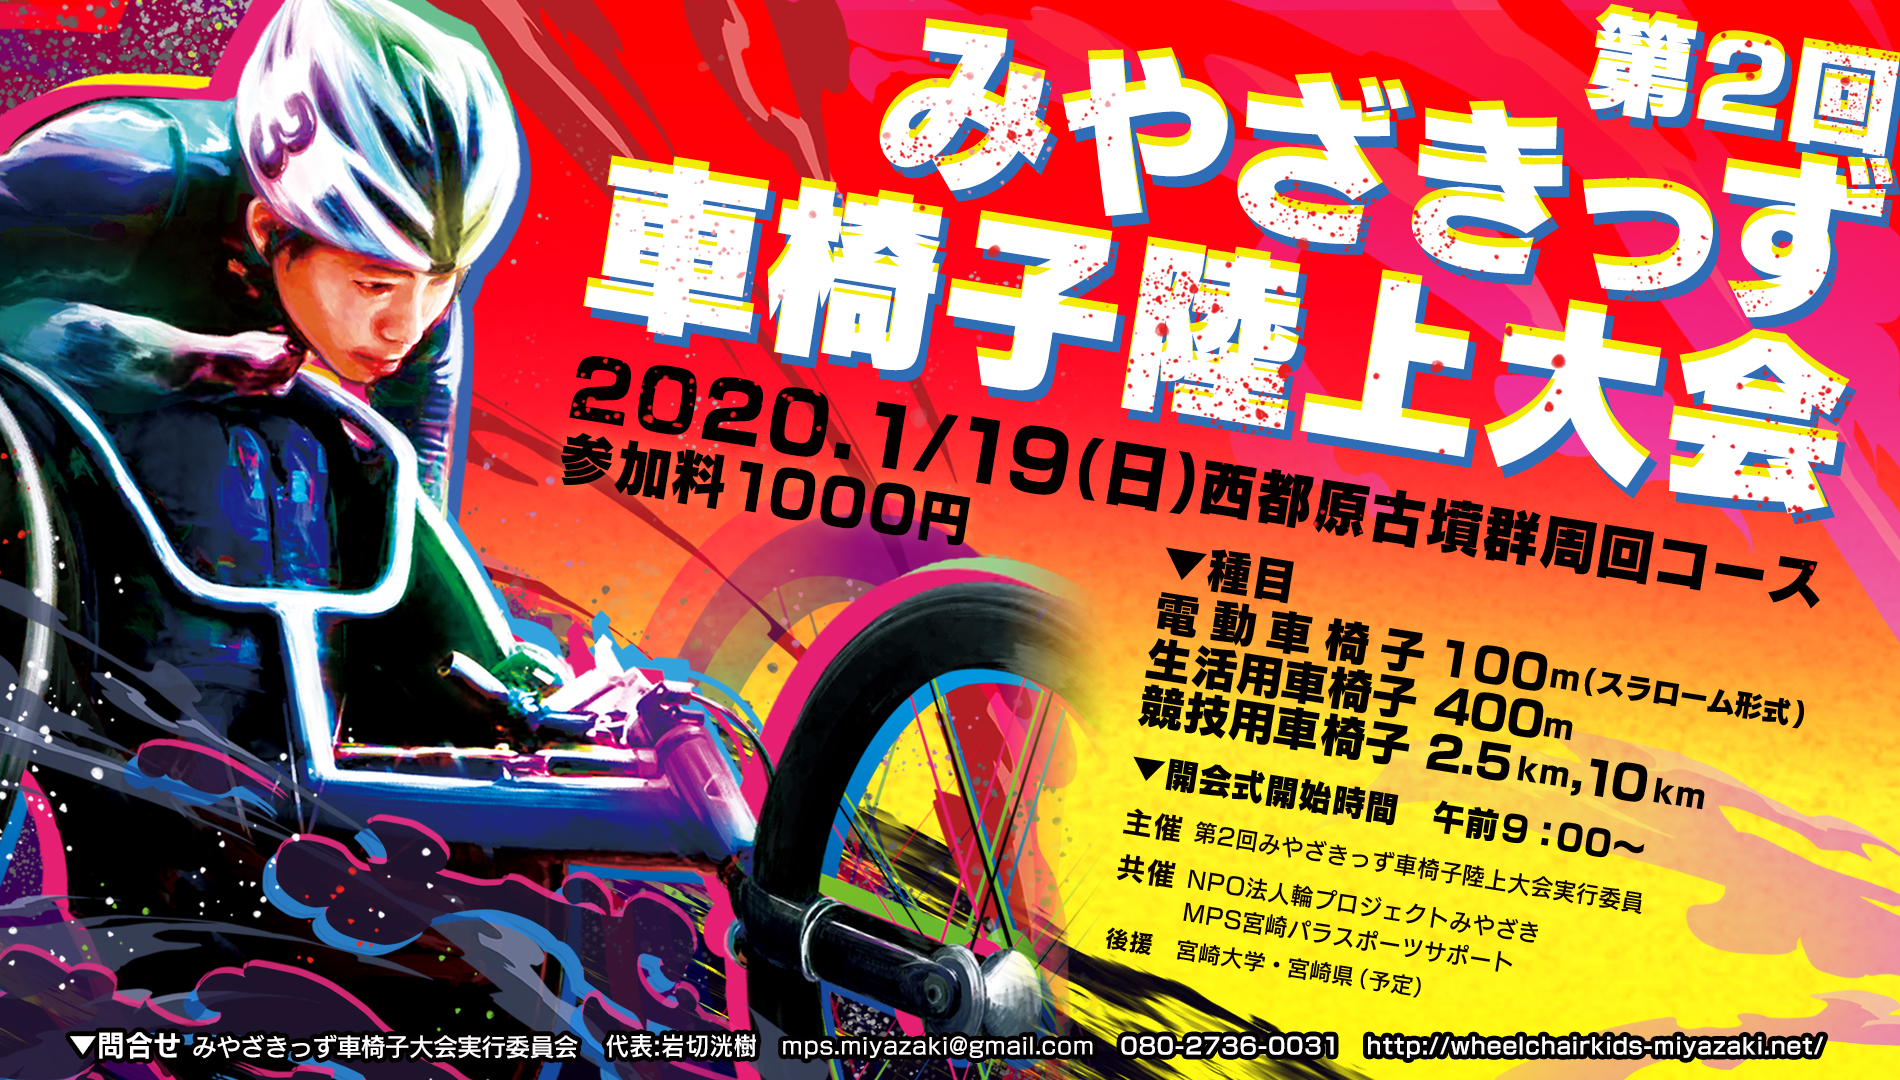 第2回
みやざきっず
車椅子陸上大会
2020.1/19(日)西都原古墳群周回コース
参加料1000円
▼種目
電動車椅子 100m(スラローム形式)
生活用車椅子 400m
競技用車椅子 2.5km,10km
▼開会式開始時間 午前9:00~
主催 第2回みやざきっず車椅子陸上大会実行委員
共催 NPO法人輪プロジェクトみやざき
MPS宮崎パラスポーツサポート
後援 宮崎大学・宮崎県(予定)
▼問合せ みやざきっず車椅子大会実行委員会 代表:岩切洸樹 mps.miyazaki@gmail.com 080-2736-0031 http://wheelchairkids-miyazaki.net/